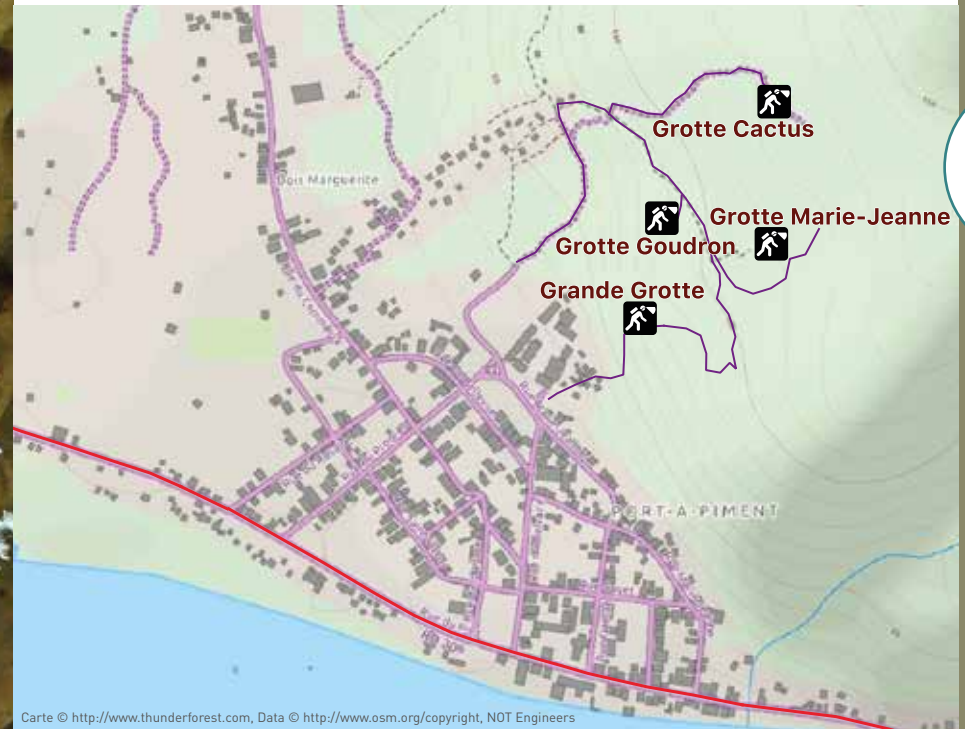 Grotte Cactus
Bois Marguerite
Grotte Marie-Jeanne
Grotte Goudron
Grande Grotte
PORT-À-PIMENT
Carte © http://www.thunderforest.com, Data © http://www.osm.org/copyright, NOT Engineers